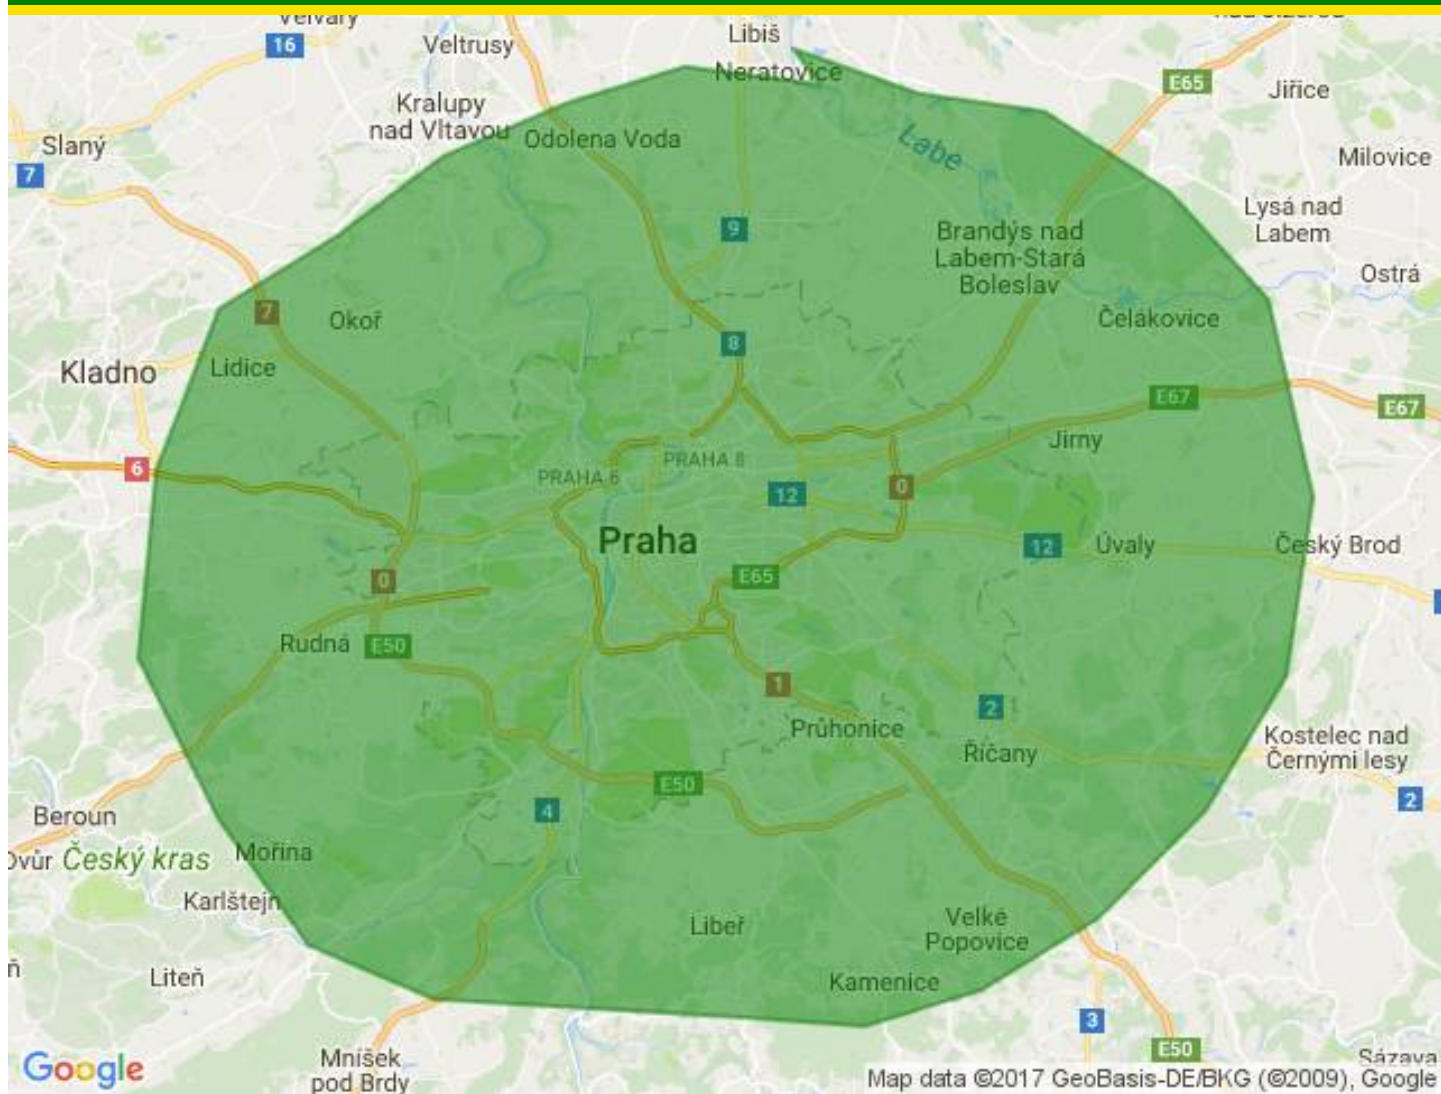 Velvary
nad Jizerou
16
Veltrusy
Libiš
Neratovice
E65
Jiřice
Kralupy
nad Vltavou
Odolena Voda
Labe
Slaný
7
Milovice
Lysá nad
Labem
9
Brandýs nad
Labem-Stará
Boleslav
Ostrá
7
Okoř
8
Čelákovice
Kladno
Lidice
E67
E67
Jirny
6
PRAHA 6
PRAHA 8
12
0
Praha
12
Úvaly
Český Brod
0
E65
Rudná
E50
1
2
Průhonice
Říčany
Kostelec nad
Černými lesy
E50
4
2
Beroun
Dvůr
Český kras
Mořina
Karlštejn
Libeř
Velké
Popovice
Liteň
Kamenice
3
E50
Mníšek
pod Brdy
Sázava
Google
Map data ©2017 GeoBasis-DE/BKG (©2009), Google